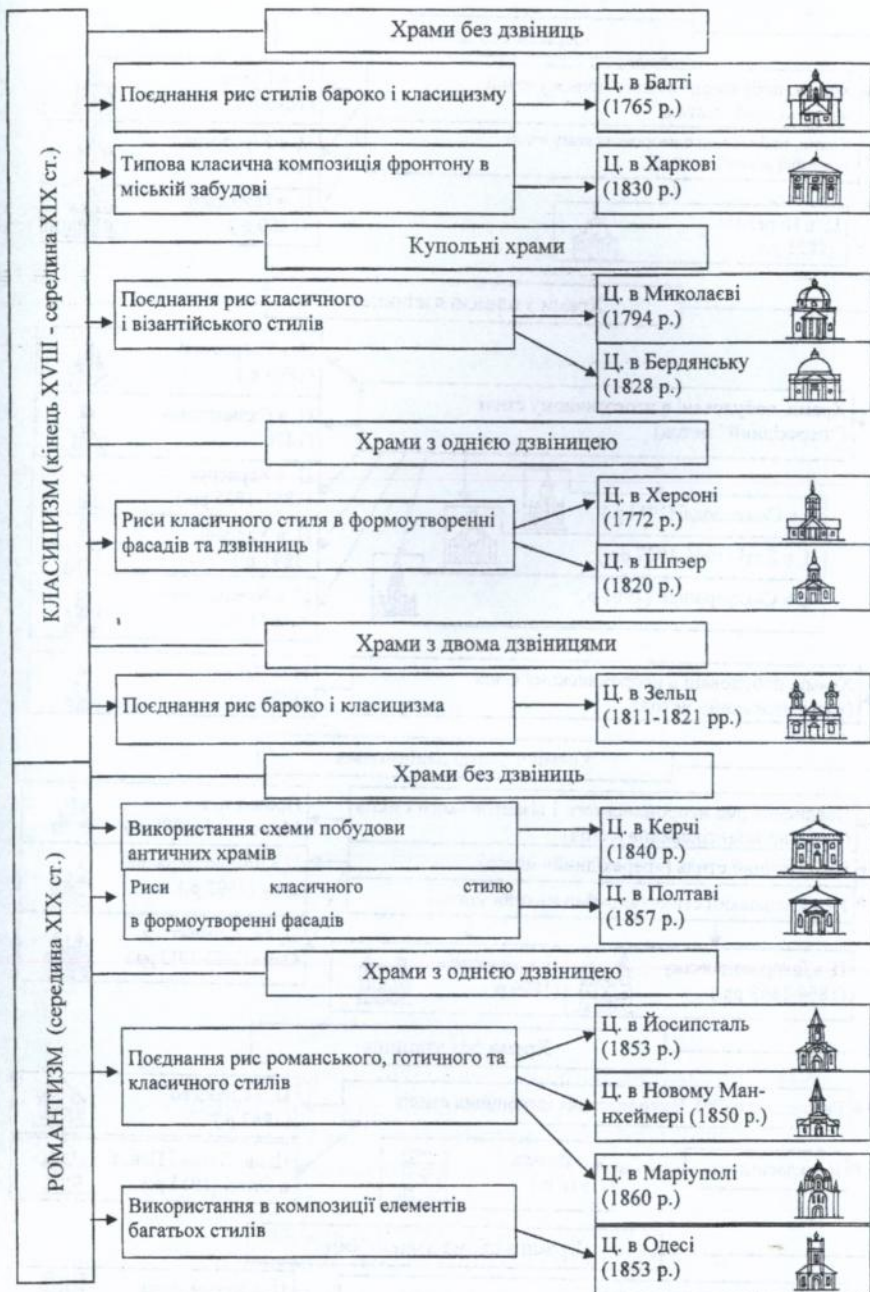 Храми без дзвіниць
КЛАСИЦИЗМ (кінець XVIII - середина XIX ст.)
Поєднання рис стилів бароко і класицизму
Ц. в Балті
(1765 р.)
Типова класична композиція фронтону в
міській забудові
Ц. в Харкові
(1830 р.)
Купольні храми
Поєднання рис класичного
і візантійського стилів
Ц. в Миколаєві
(1794 р.)
Ц. в Бердянську
(1828 р.)
Храми з однією дзвіницею
Риси класичного стиля в формоутворенні
фасадів та дзвінниць
Ц. в Херсоні
(1772 р.)
Ц. в Шпэер
(1820 р.)
Храми з двома дзвіницями
Поєднання рис бароко і класицизма
Ц. в Зельц
(1811-1821 рр.)
РОМАНТИЗМ (середина XIX ст.)
Храми без дзвіниць
Використання схеми побудови
античних храмів
Ц. в Керчі
(1840 р.)
Риси класичного стилю
в формоутворенні фасадів
Ц. в Полтаві
(1857 р.)
Храми з однією дзвіницею
Поєднання рис романського, готичного та
класичного стилів
Ц. в Йосипсталь
(1853 р.)
Ц. в Новому Ман-
хеймері (1850 р.)
Ц. в Маріуполі
(1860 р.)
Використання в композиції елементів
багатьох стилів
Ц. в Одесі
(1853 р.)